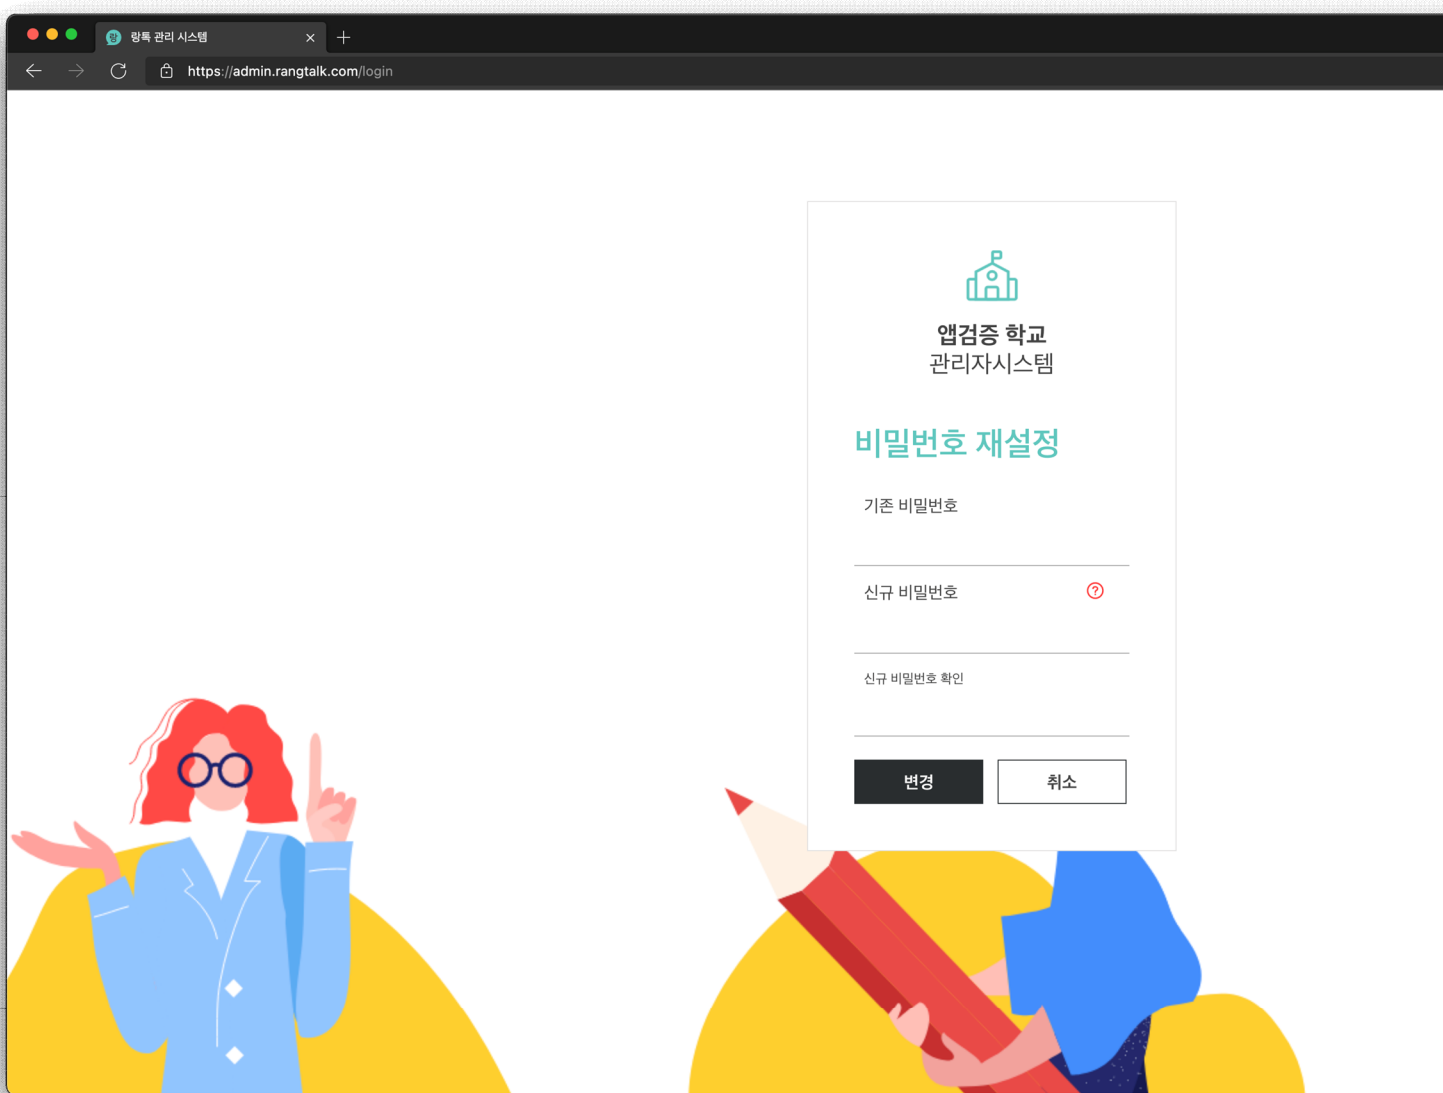 랑 랑톡 관리 시스템
https://admin.rangtalk.com/login
앱검증 학교
관리자시스템
비밀번호 재설정
기존 비밀번호
신규 비밀번호 ?
신규 비밀번호 확인
변경 취소